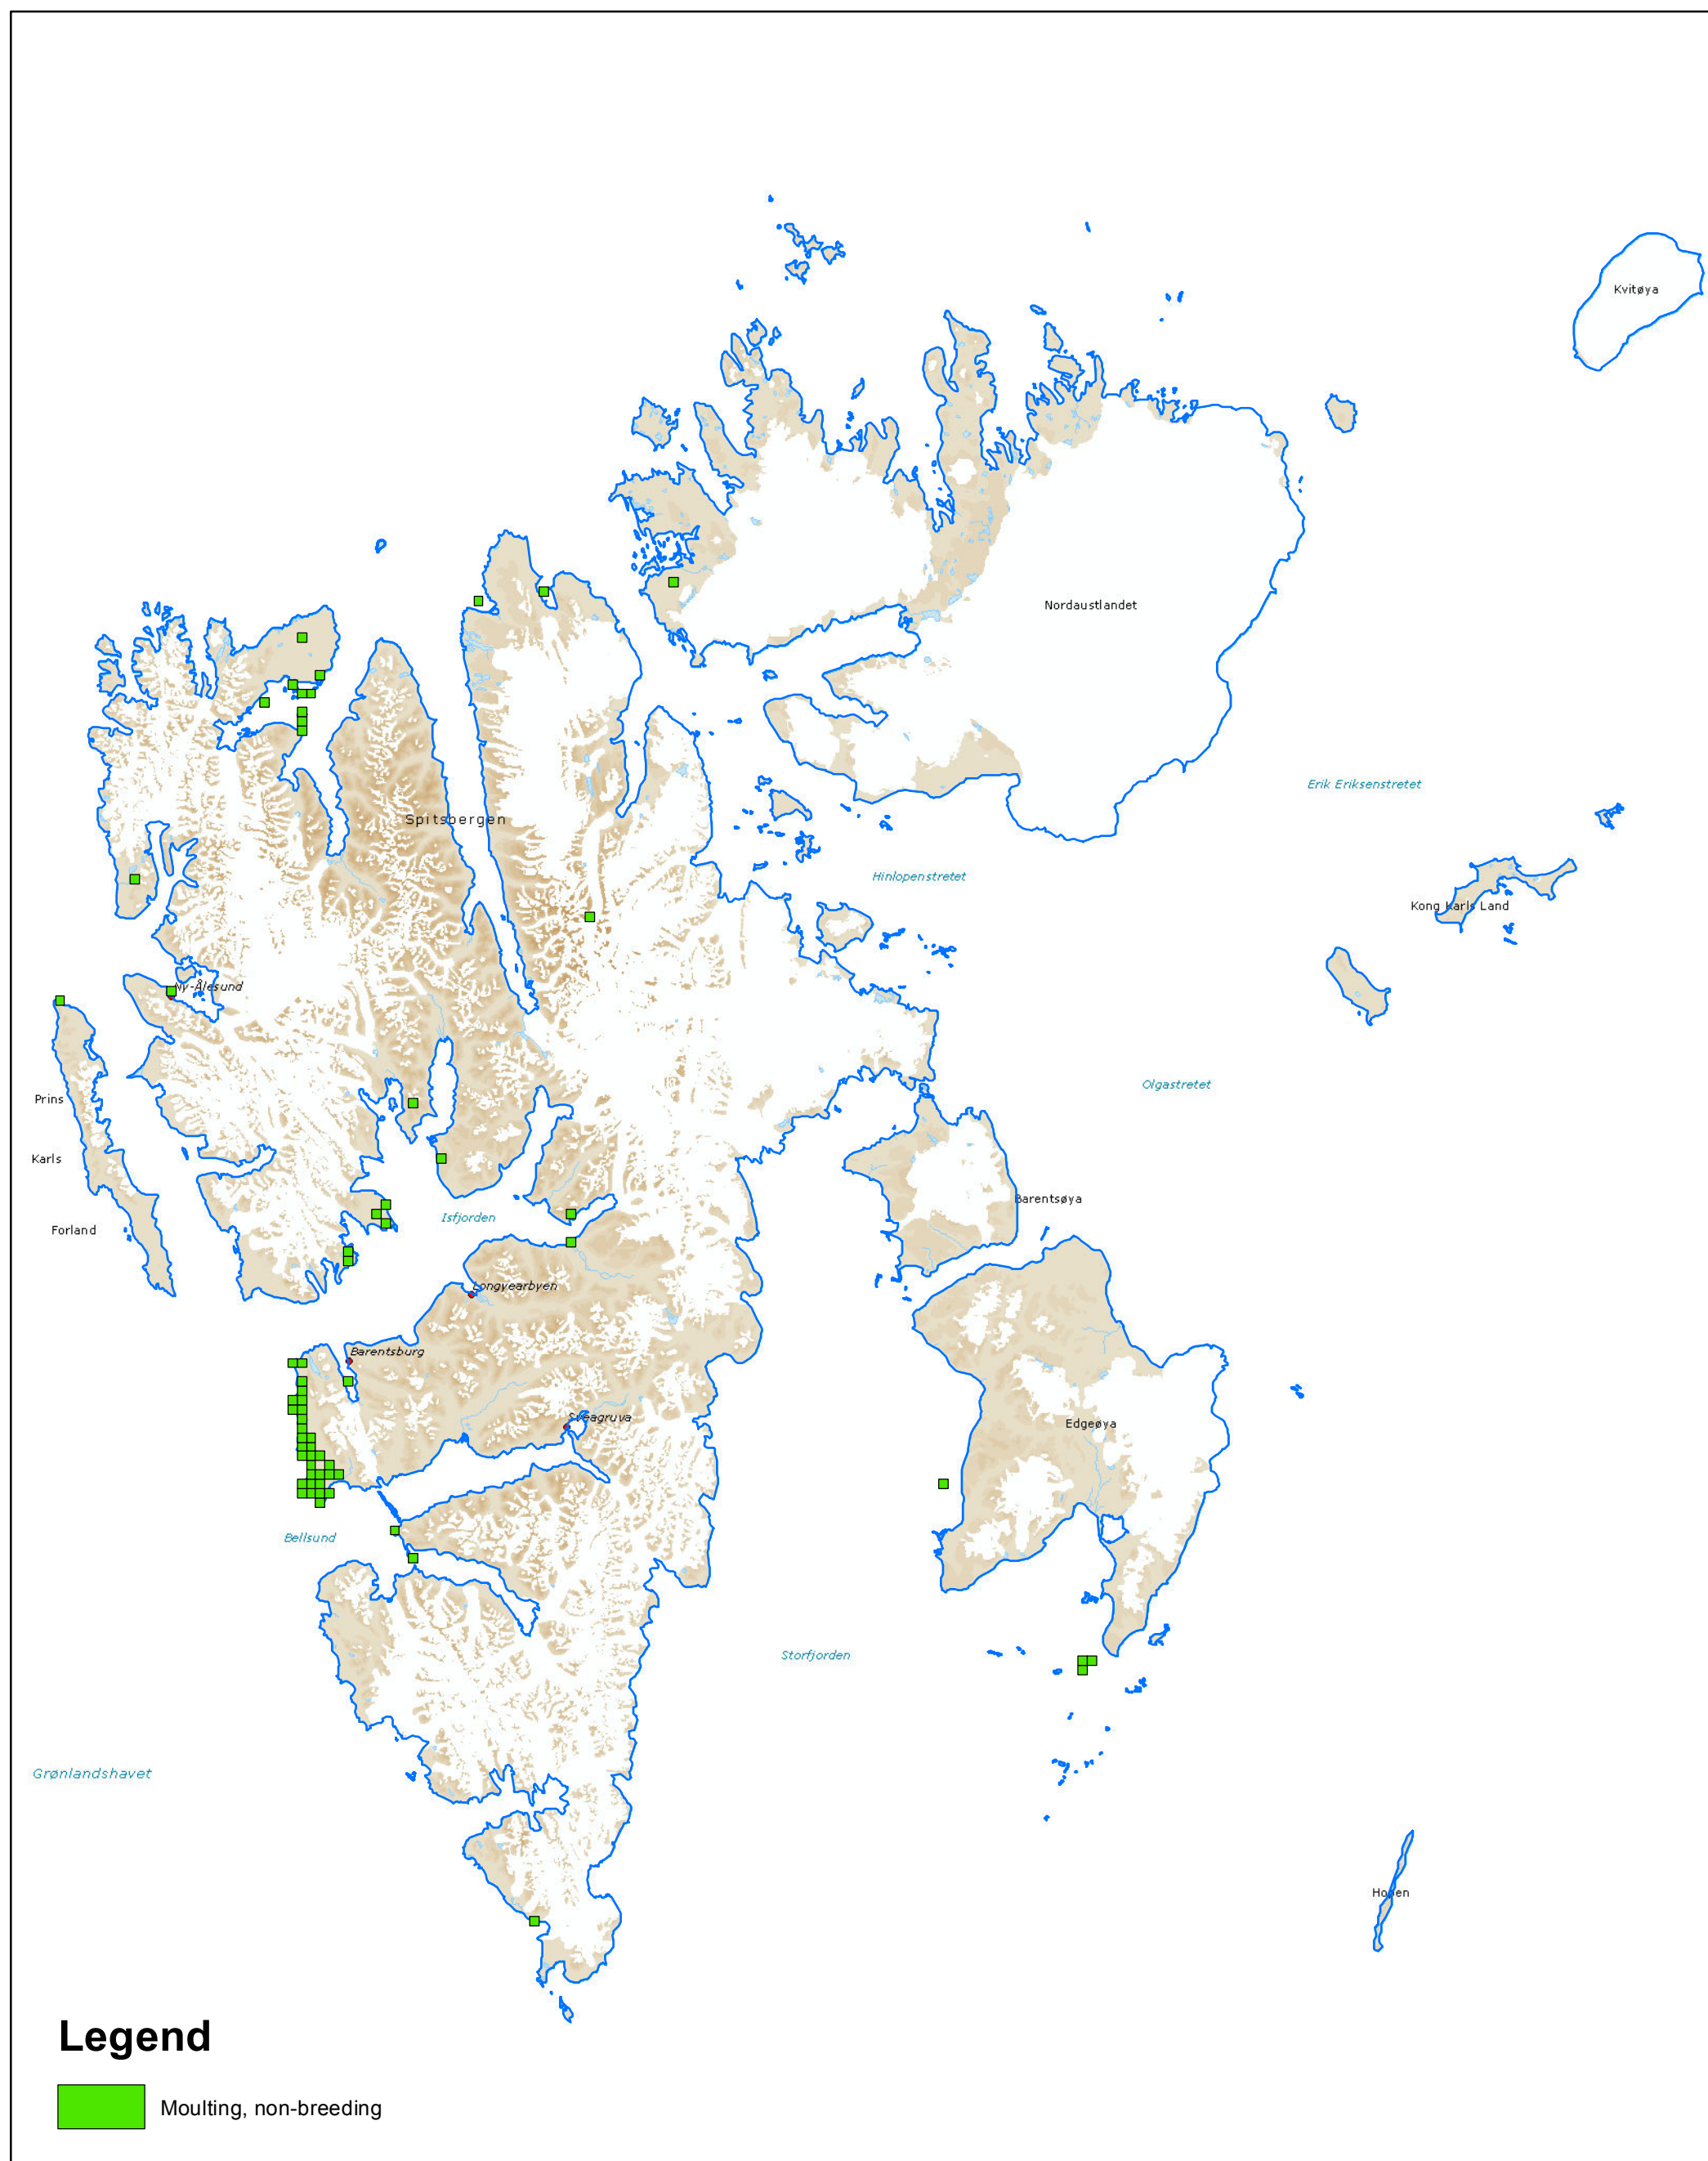 Kvitøya
Nordaustlandet
Erik Eriksenstretet
Spitsbergen
Hinlopenstretet
Kong Karls Land
Ny-Ålesund
Olgastretet
Prins
Karls
Forland
Barentsøya
Isfjorden
Longyearbyen
Barentsburg
Sveagruva
Edgeøya
Bellsund
Storfjorden
Grønlandshavet
Hopen
Legend
Moulting, non-breeding